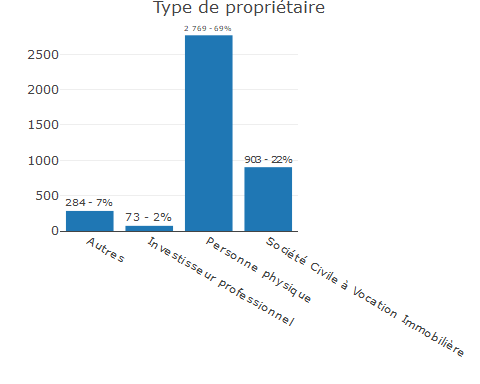 Type de propriétaire
2 769 - 69%
2500
2000
1500
1000
903 - 22%
500
284 - 7%
73 - 2%
0
Autres
Investisseur professionnel
Personne physique
Société Civile à Vocation Immobilière